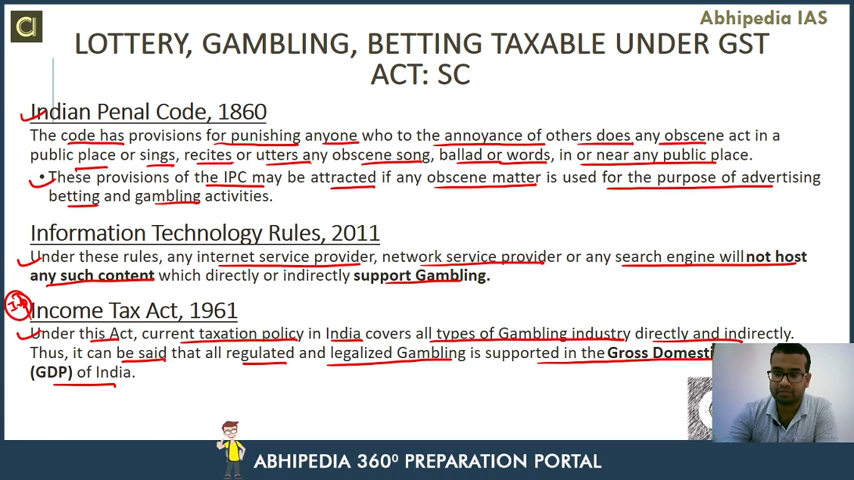 Abhipedia IAS
LOTTERY, GAMBLING, BETTING TAXABLE UNDER GST
ACT: SC
Indian Penal Code, 1860
The code has provisions for punishing anyone who to the annoyance of others does any obscene act in a
public place or sings, recites or utters any obscene song, ballad or words, in or near any public place.
• These provisions of the IPC may be attracted if any obscene matter is used for the purpose of advertising
betting and gambling activities.
Information Technology Rules, 2011
Under these rules, any internet service provider, network service provider or any search engine will not host
any such content which directly or indirectly support Gambling.
Income Tax Act, 1961
Under this Act, current taxation policy in India covers all types of Gambling industry directly and indirectly.
Thus, it can be said that all regulated and legalized Gambling is supported in the Gross
(GDP) of India.
ABHIPEDIA 360⁰ PREPARATION PORTAL